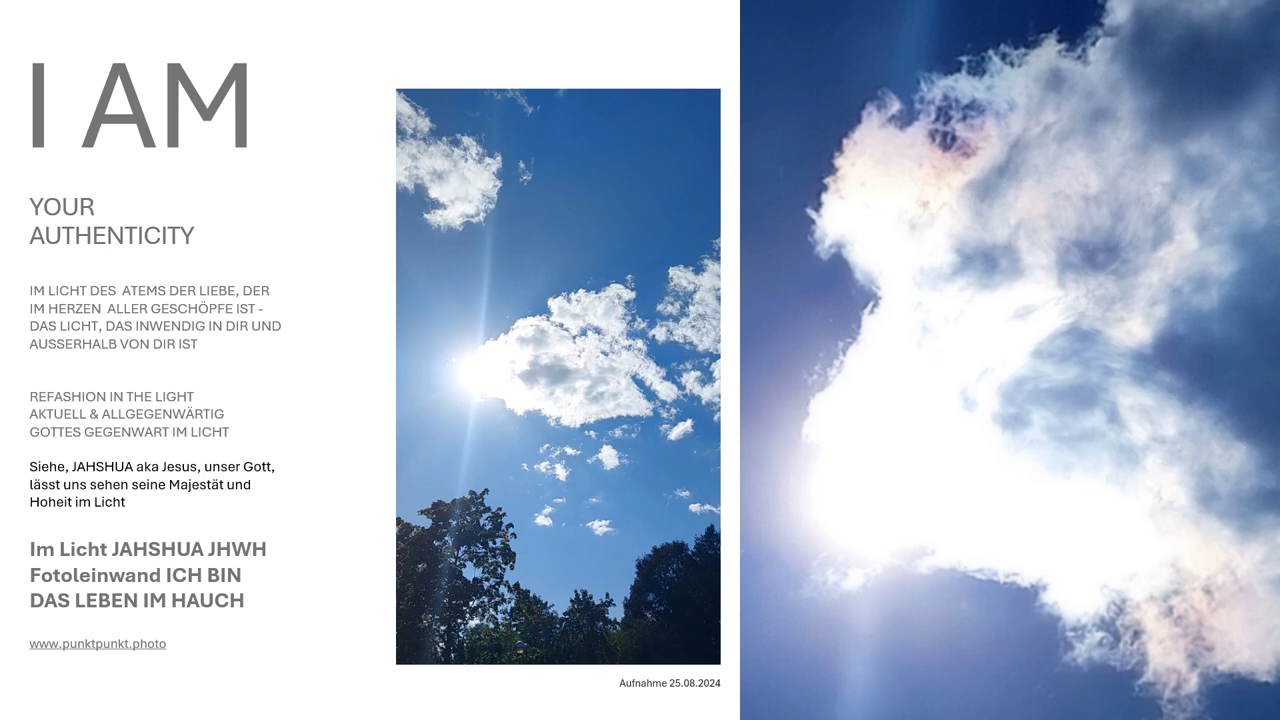 I AM
YOUR
AUTHENTICITY
IM LICHT DES  ATEMS DER LIEBE, DER
IM HERZEN  ALLER GESCHÖPFE IST -
DAS LICHT, DAS INWENDIG IN DIR UND
AUSSERHALB VON DIR IST
REFASHION IN THE LIGHT
AKTUELL & ALLGEGENWÄRTIG
GOTTES GEGENWART IM LICHT
Siehe, JAHSHUA aka Jesus, unser Gott,
lässt uns sehen seine Majestät und
Hoheit im Licht
Im Licht JAHSHUA JHWH
Fotoleinwand ICH BIN
DAS LEBEN IM HAUCH
www.punktpunkt.photo
Aufnahme 25.08.2024